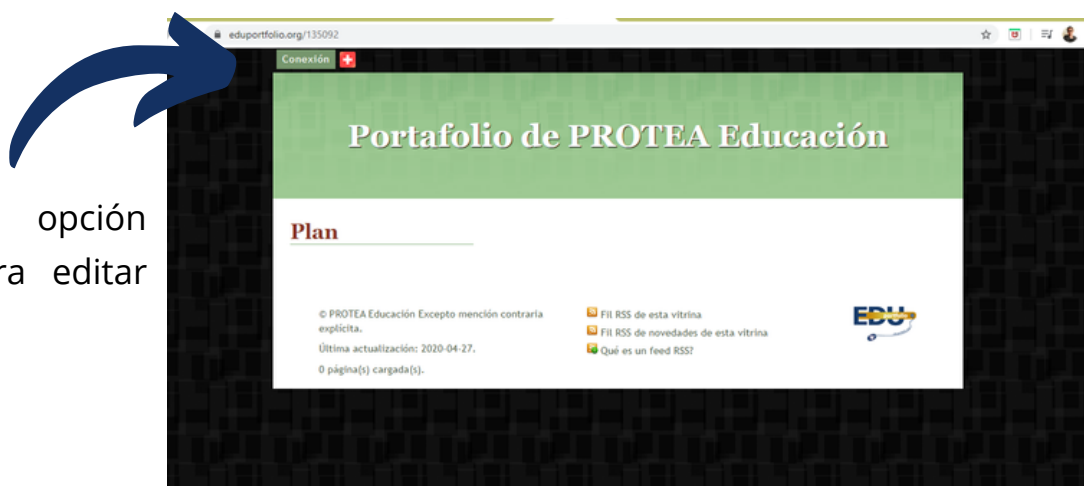 eduportfolio.org/135092
Conexión
Portafolio de PROTEA Educación
opción
ra editar
Plan
© PROTEA Educación Excepto mención contraria
explícita.
Última actualización: 2020-04-27.
0 página(s) cargada(s).
Fil RSS de esta vitrina
Fil RSS de novedades de esta vitrina
Qué es un feed RSS?
EDU